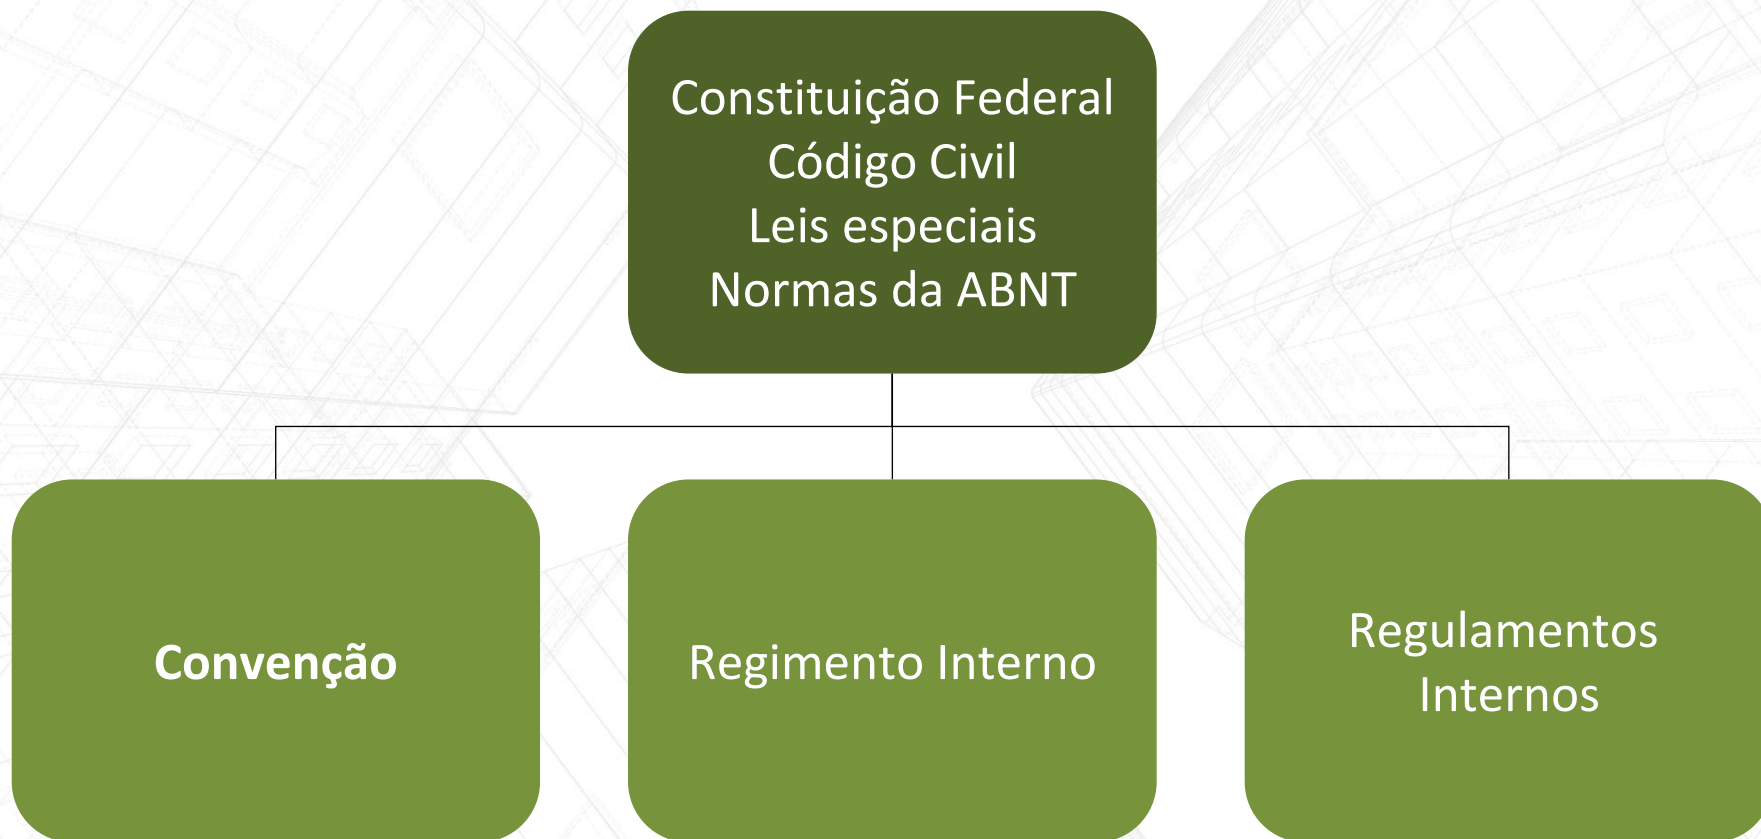 Constituição Federal
Código Civil
Leis especiais
Normas da ABNT
Convenção
Regimento Interno
Regulamentos
Internos